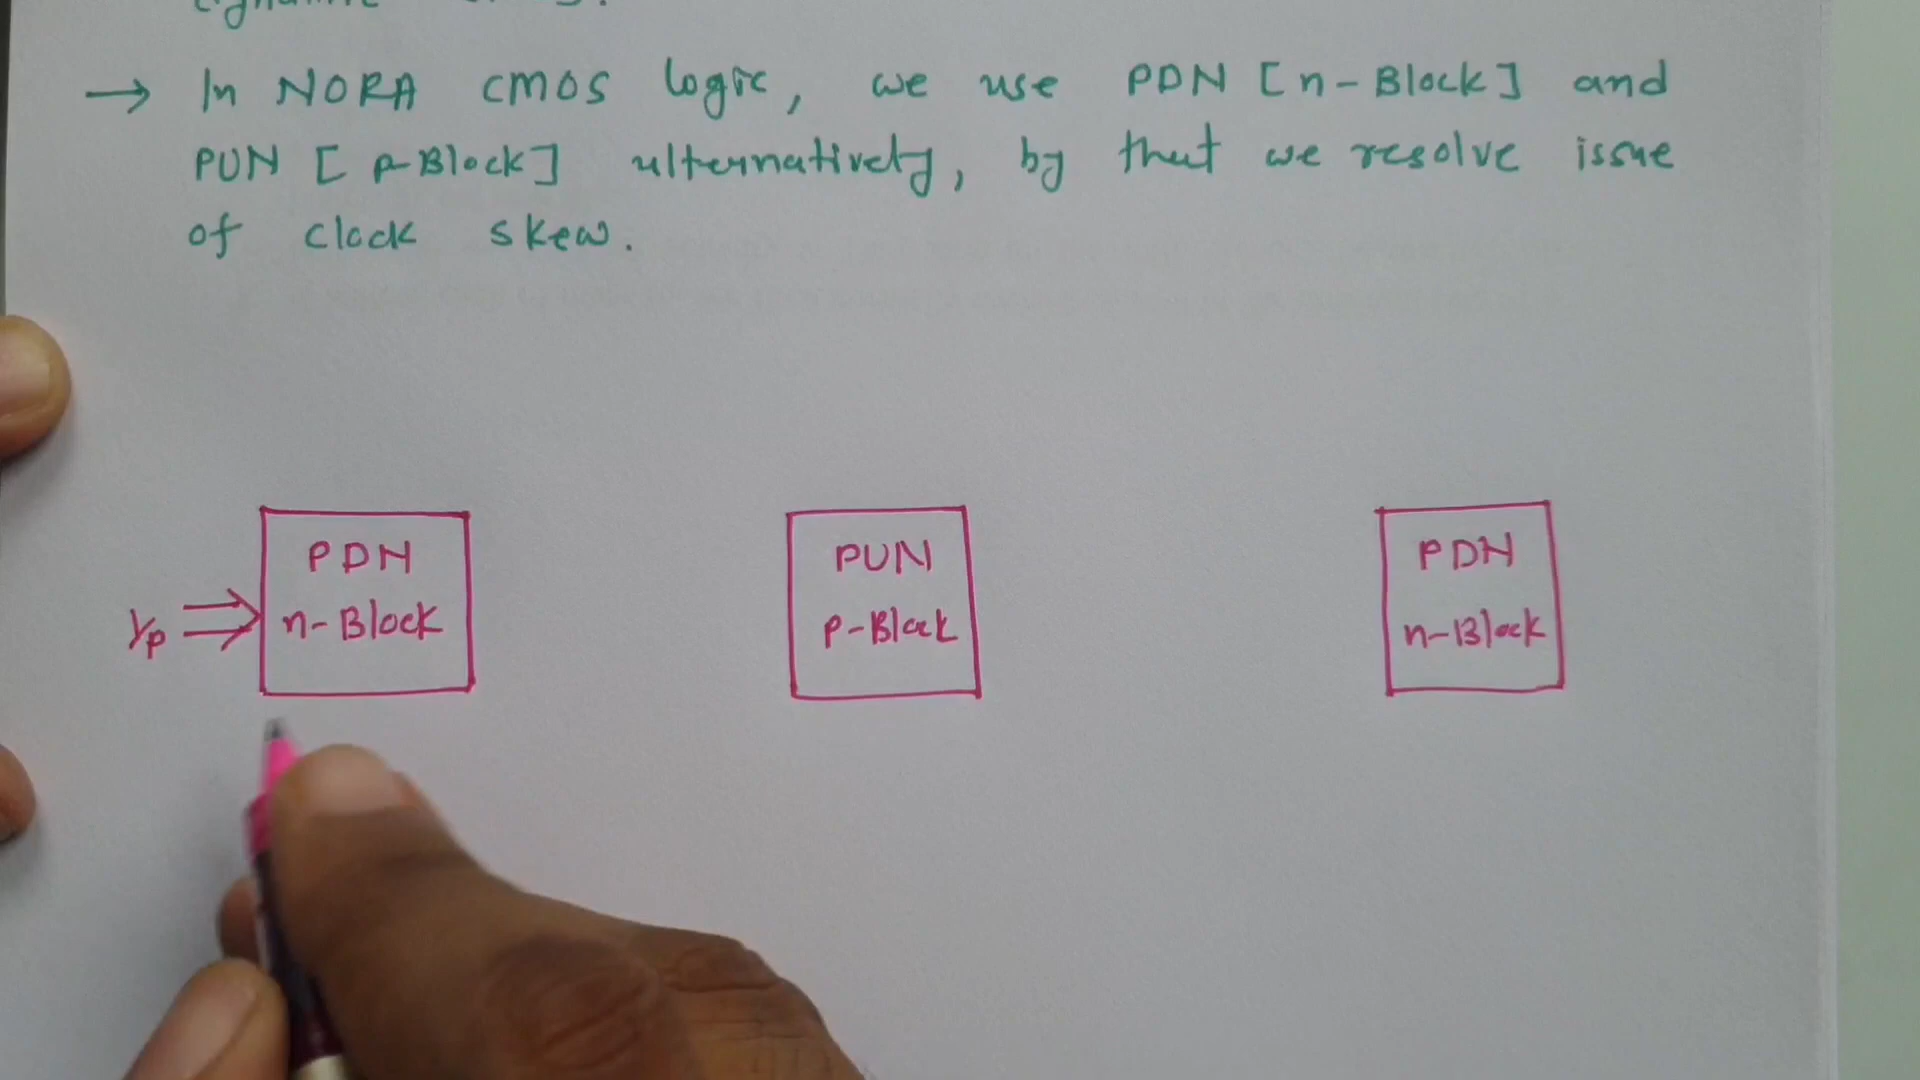 → In NORA CMOS logic, we use PDN [n-Block] and
PUN [p-Block] alternatively, by that we resolve issue
of clock skew.
PDN
n-Block
PUN
p-Block
PDN
n-Block